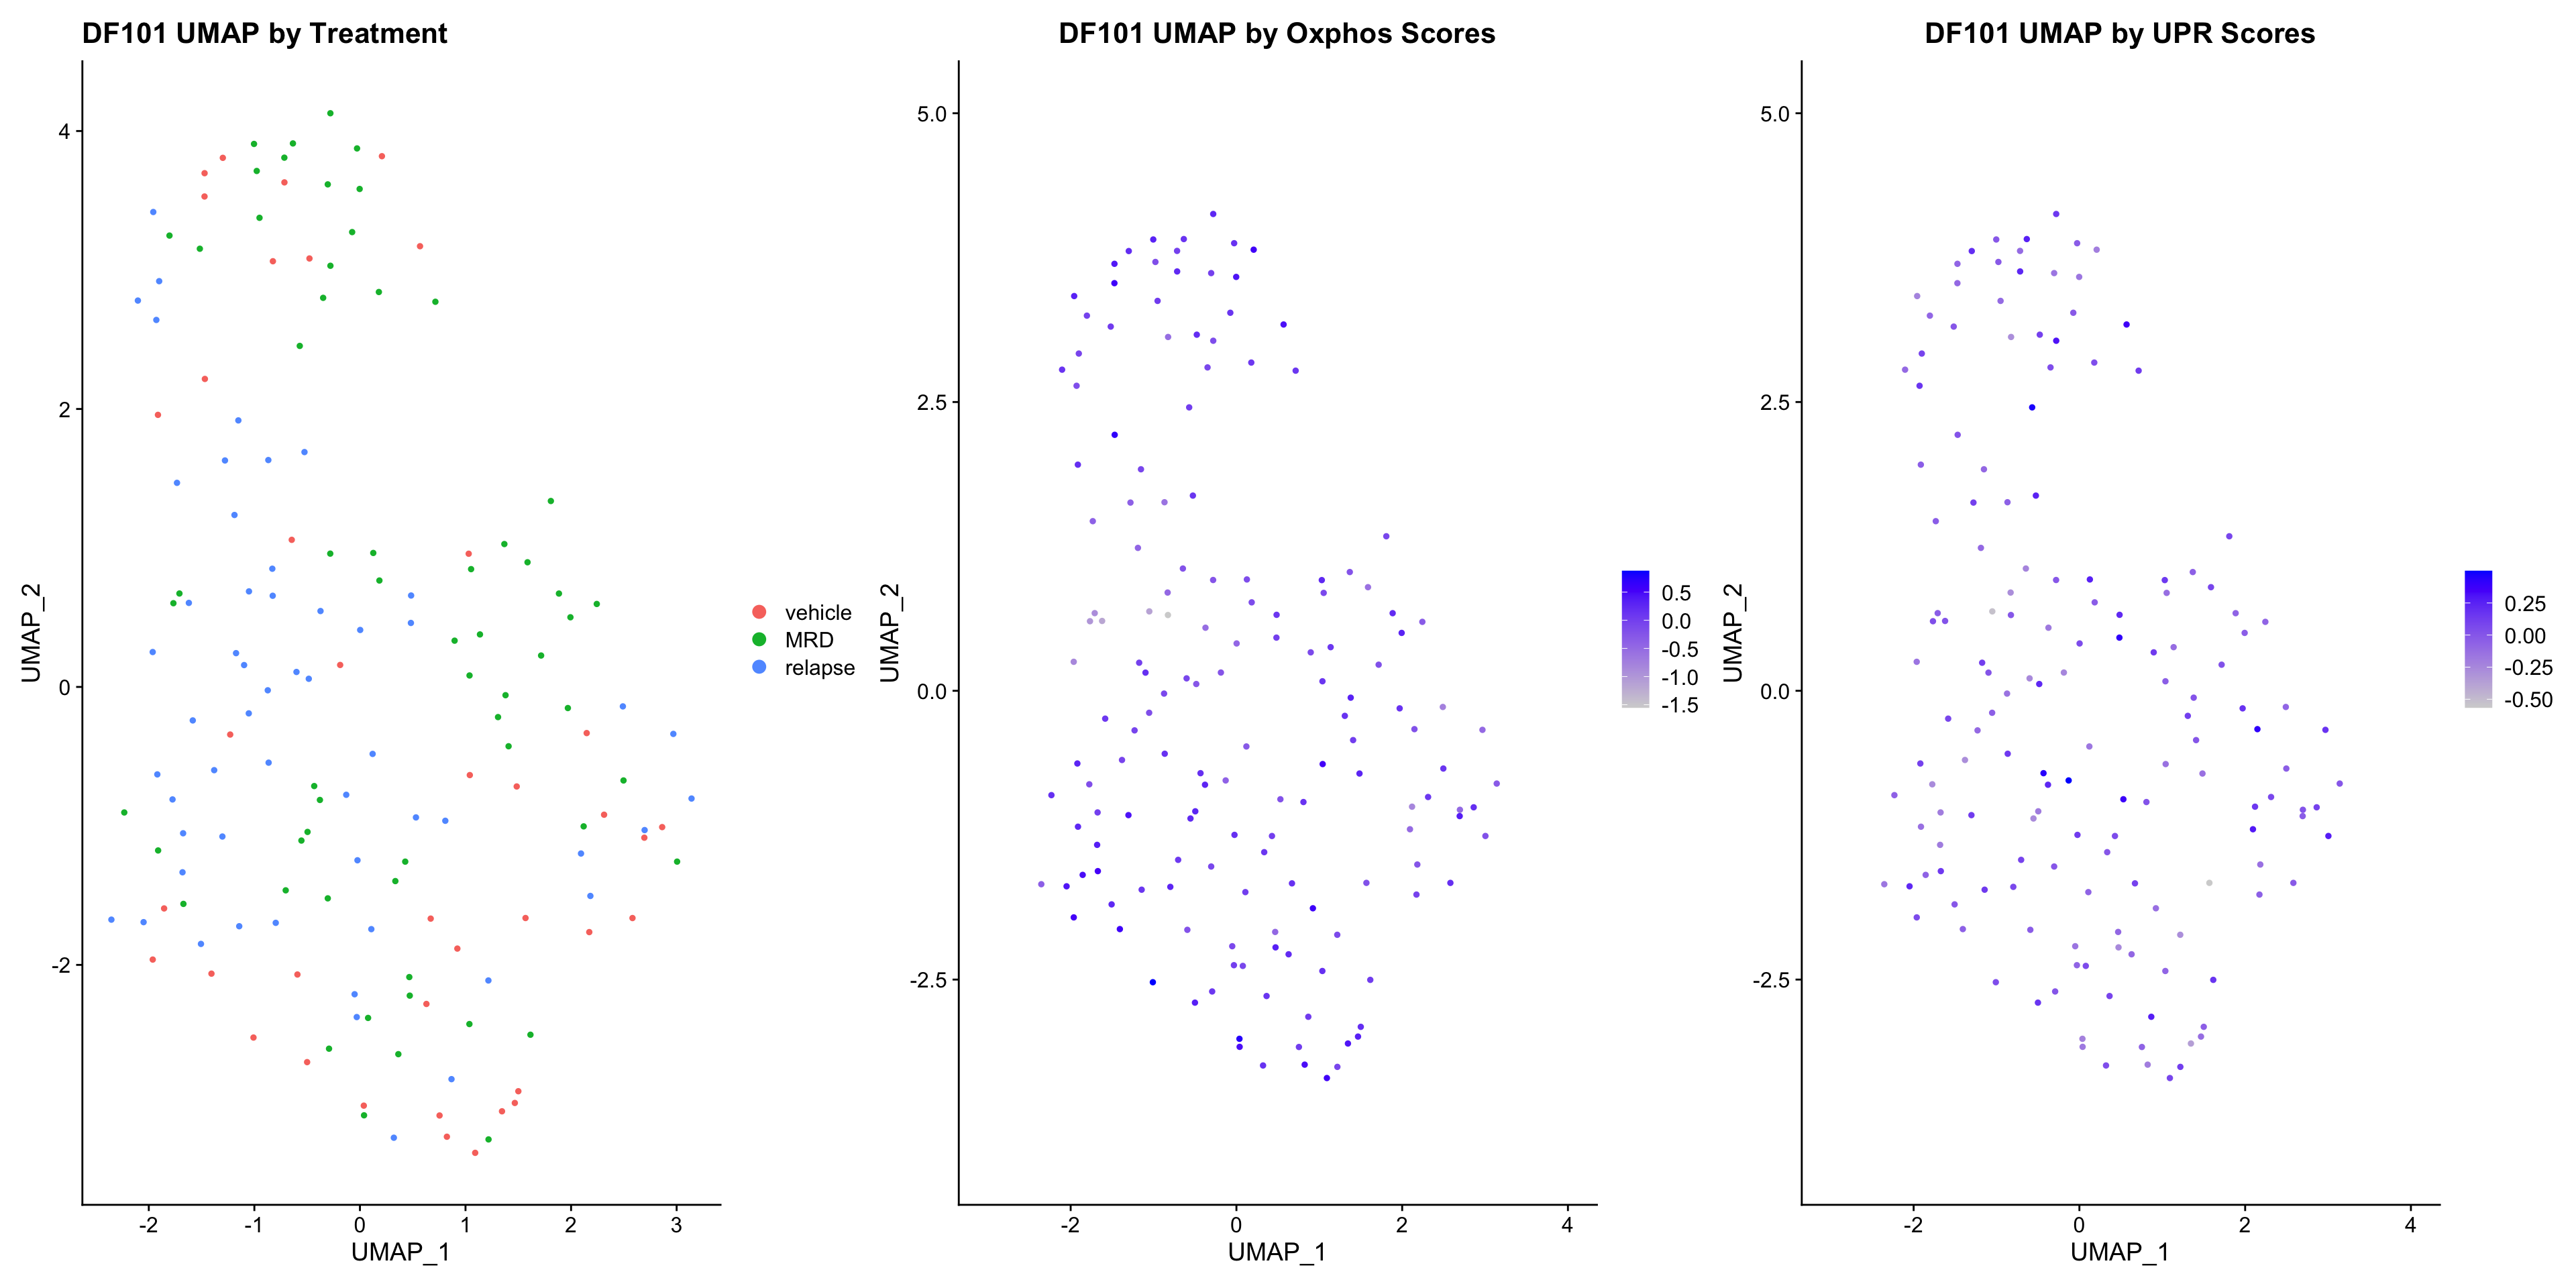 DF101 UMAP by Treatment
4
2
0
-2
UMAP_2
-2 -1 0 1 2 3
UMAP_1
vehicle
MRD
relapse
DF101 UMAP by Oxphos Scores
5.0
2.5
0.0
-2.5
UMAP_2
-2 0 2 4
UMAP_1
0.5
0.0
-0.5
-1.0
-1.5
DF101 UMAP by UPR Scores
5.0
2.5
0.0
-2.5
UMAP_2
-2 0 2 4
UMAP_1
0.25
0.00
-0.25
-0.50